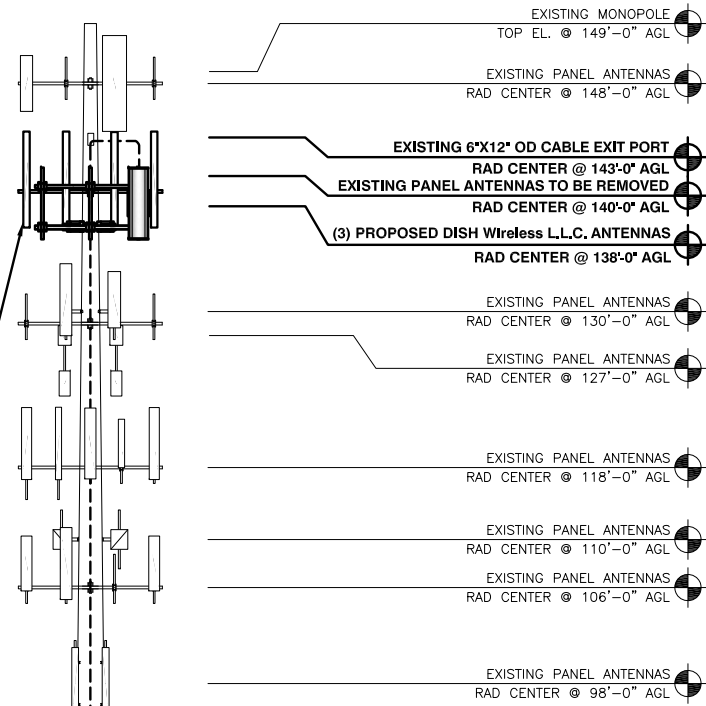 EXISTING MONOPOLE
TOP EL. @ 149'-0" AGL
EXISTING PANEL ANTENNAS
RAD CENTER @ 148'-0" AGL
EXISTING 6"X12" OD CABLE EXIT PORT
RAD CENTER @ 143'-0" AGL
EXISTING PANEL ANTENNAS TO BE REMOVED
RAD CENTER @ 140'-0" AGL
(3) PROPOSED DISH Wireless L.L.C. ANTENNAS
RAD CENTER @ 138'-0" AGL
EXISTING PANEL ANTENNAS
RAD CENTER @ 130'-0" AGL
EXISTING PANEL ANTENNAS
RAD CENTER @ 127'-0" AGL
EXISTING PANEL ANTENNAS
RAD CENTER @ 118'-0" AGL
EXISTING PANEL ANTENNAS
RAD CENTER @ 110'-0" AGL
EXISTING PANEL ANTENNAS
RAD CENTER @ 106'-0" AGL
EXISTING PANEL ANTENNAS
RAD CENTER @ 98'-0" AGL